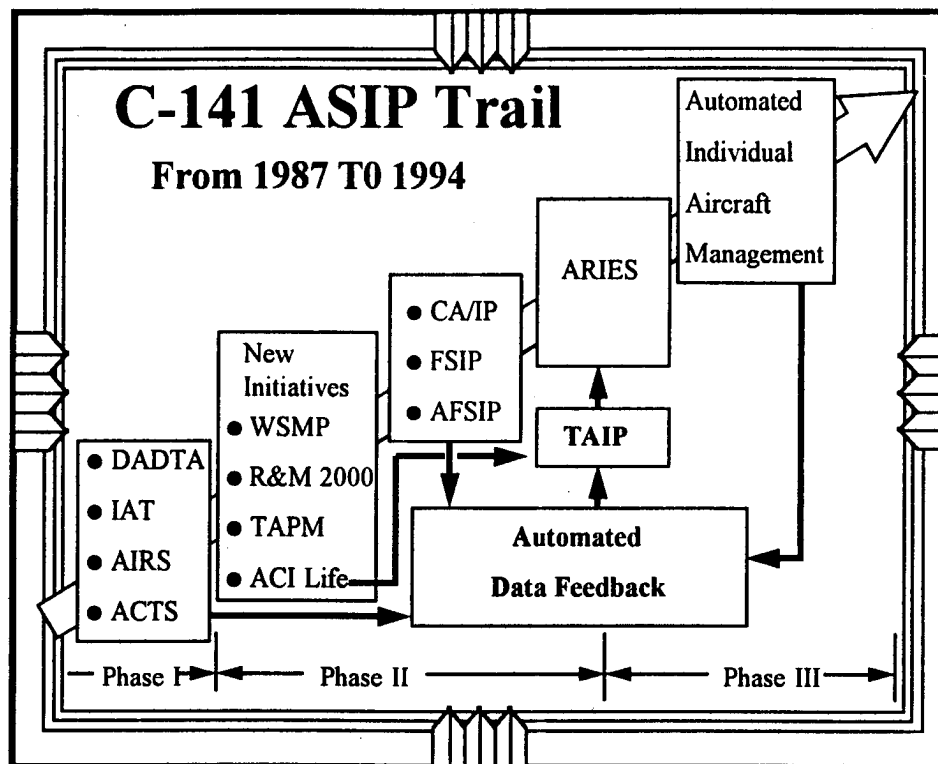 C-141 ASIP Trail
From 1987 T0 1994
● DADTA
● IAT
● AIRS
● ACTS
New
Initiatives
● WSMP
● R&M 2000
● TAPM
● ACI Life
● CA/IP
● FSIP
● AFSIP
ARIES
TAIP
Automated
Individual
Aircraft
Management
Automated
Data Feedback
Phase I
Phase II
Phase III